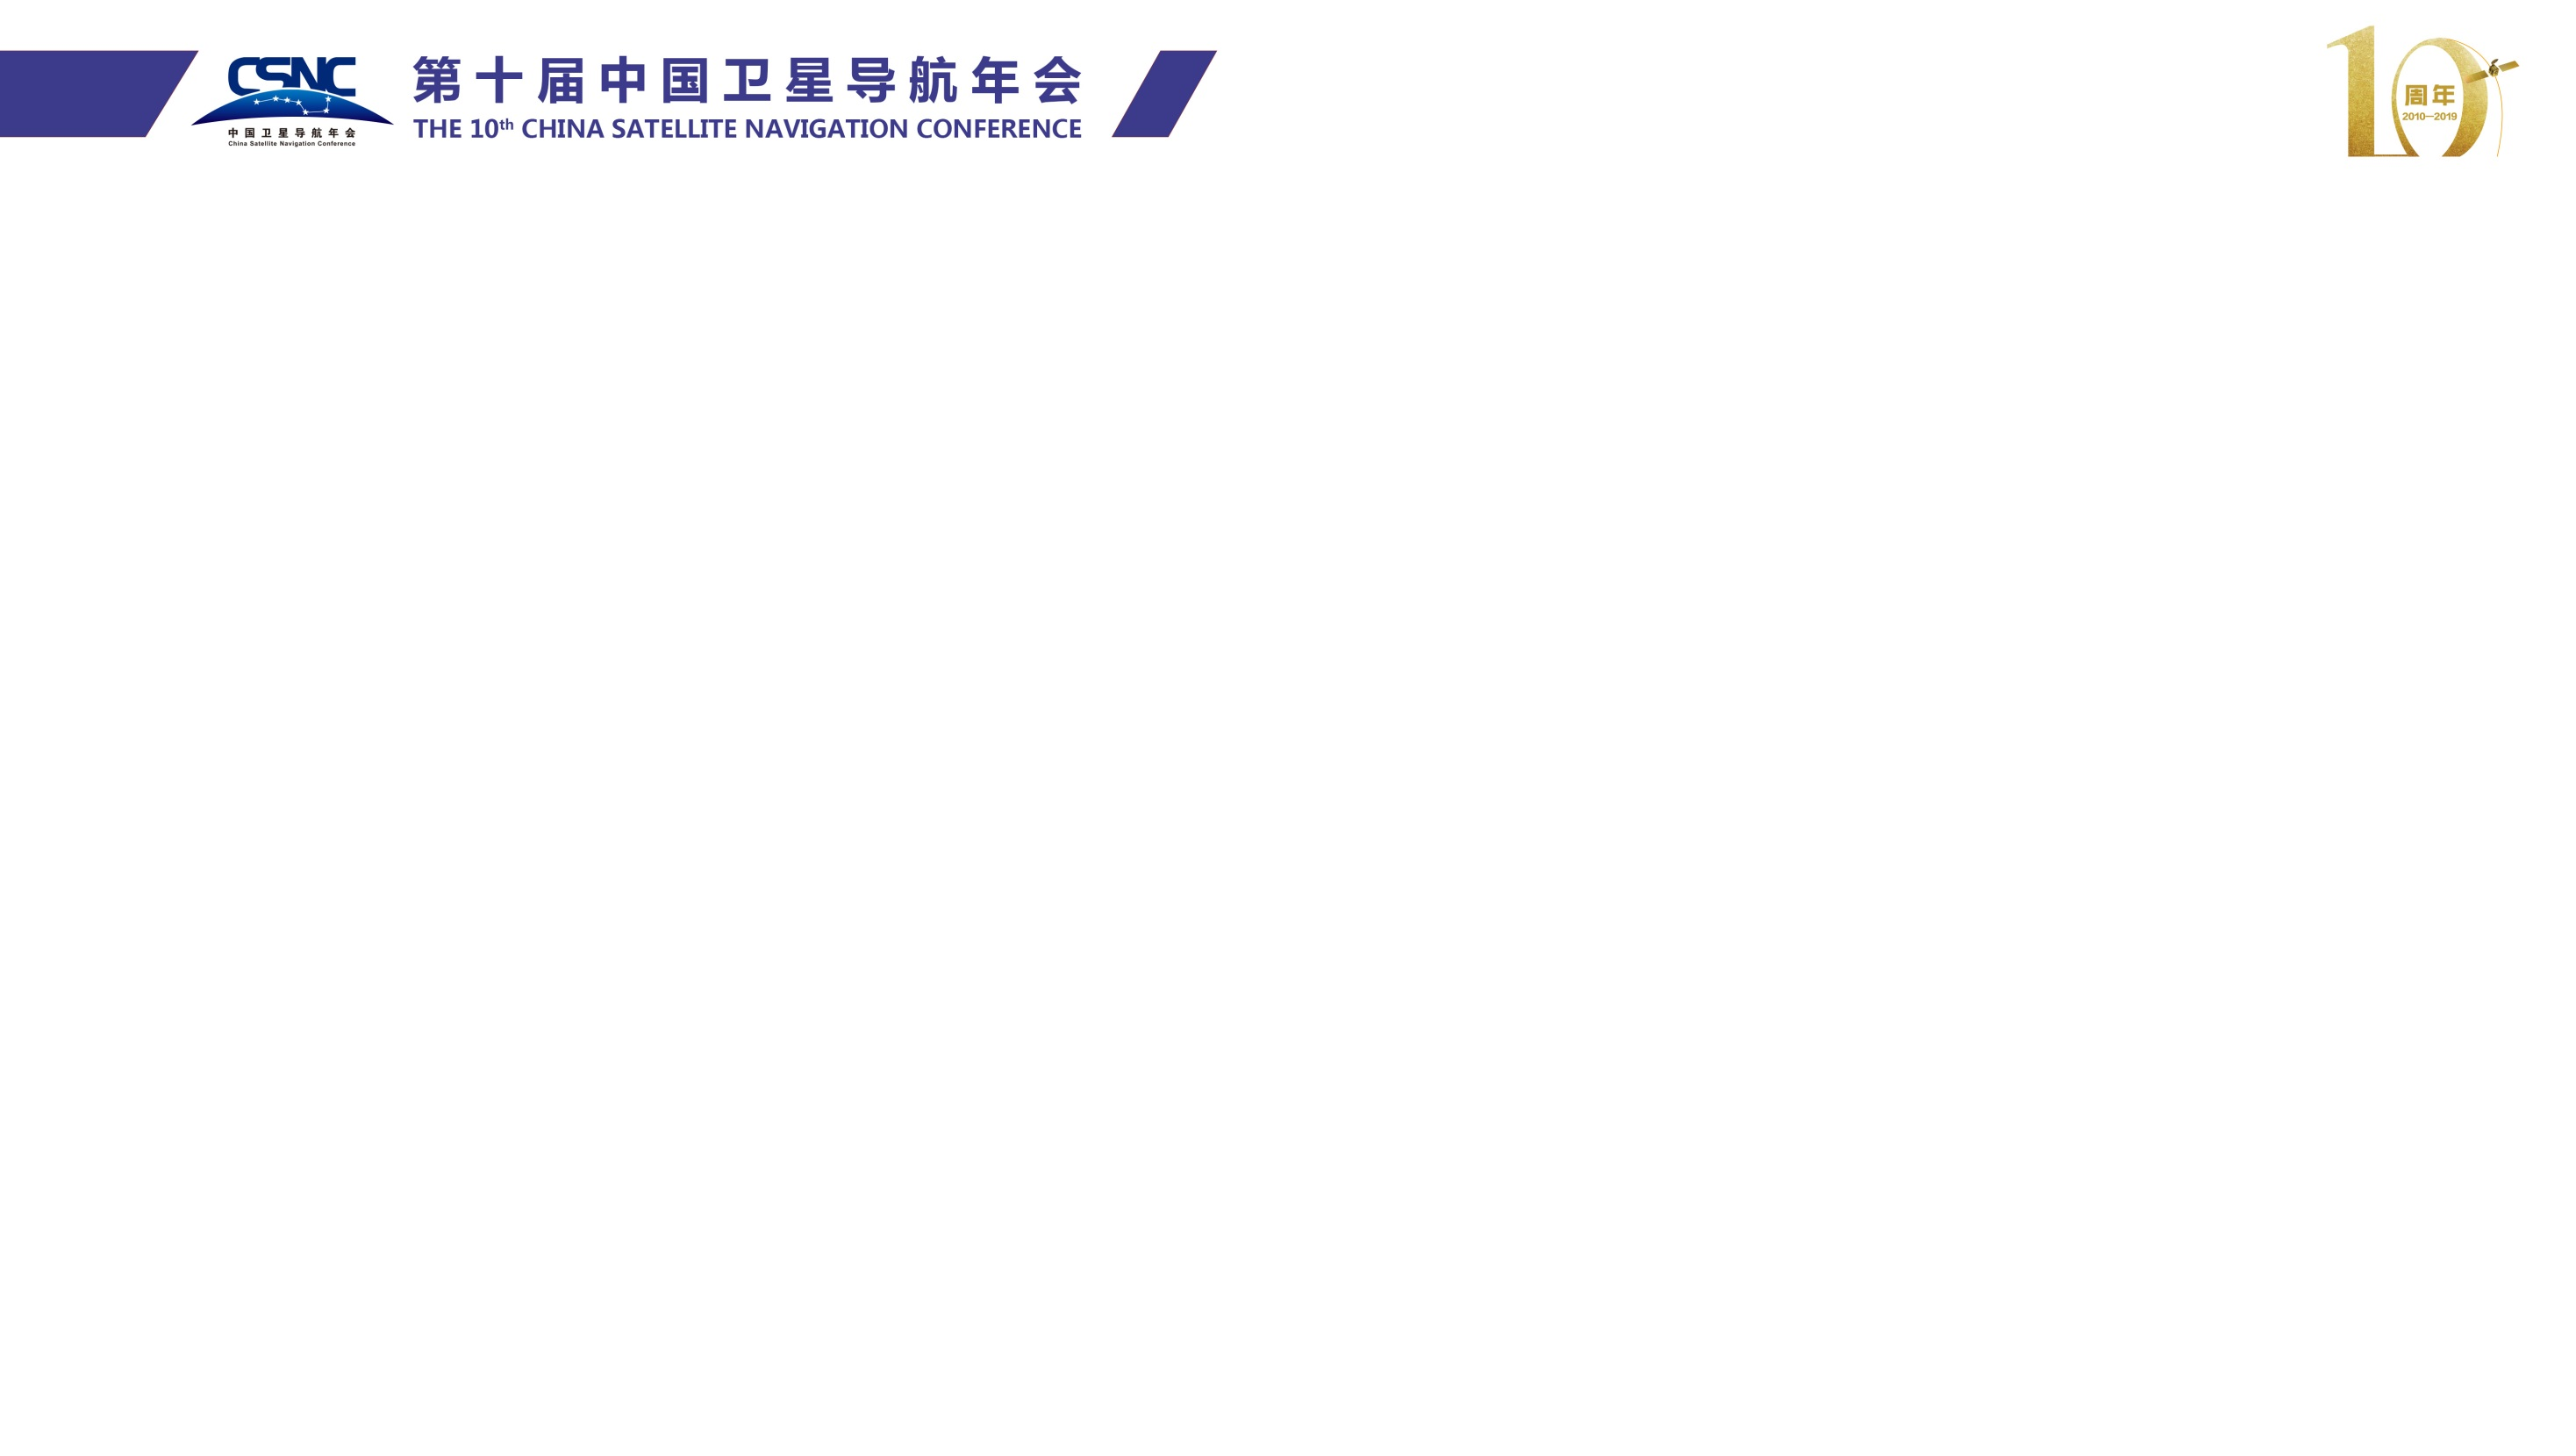 CSNC
中国卫星导航年会
China Satellite Navigation Conference
第十届中国卫星导航年会
THE 10th CHINA SATELLITE NAVIGATION CONFERENCE
10
周年
2010—2019